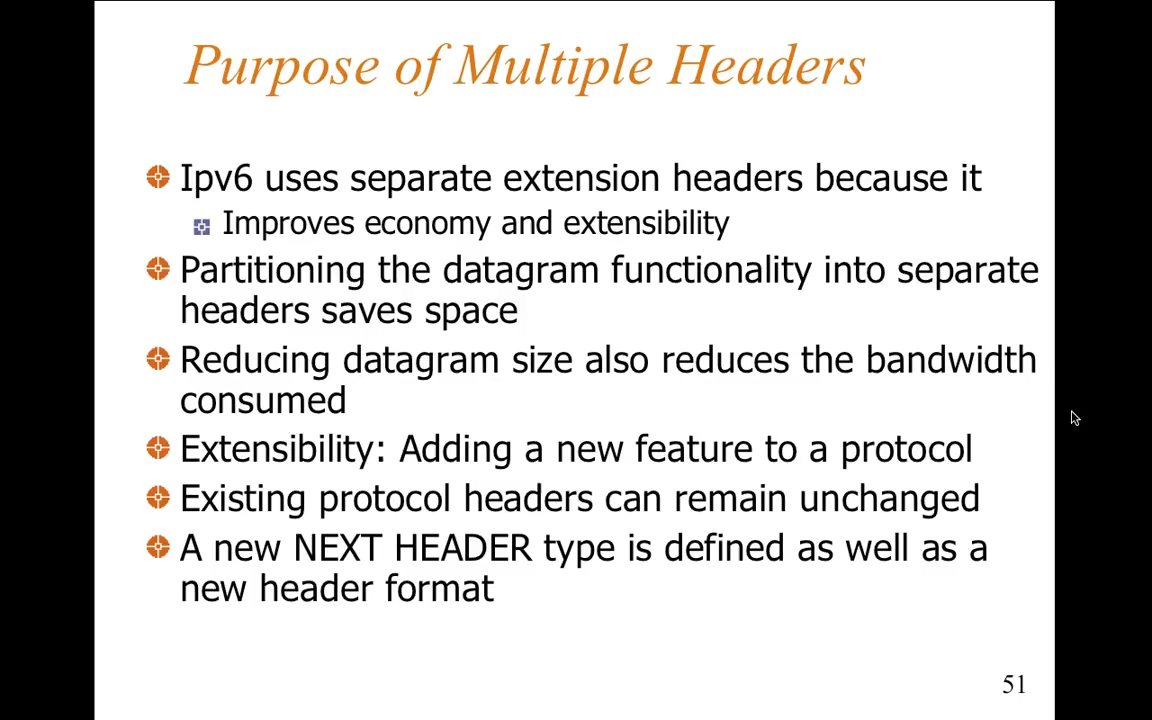 Purpose of Multiple Headers
Ipv6 uses separate extension headers because it
Improves economy and extensibility
Partitioning the datagram functionality into separate
headers saves space
Reducing datagram size also reduces the bandwidth
consumed
Extensibility: Adding a new feature to a protocol
Existing protocol headers can remain unchanged
A new NEXT HEADER type is defined as well as a
new header format
51